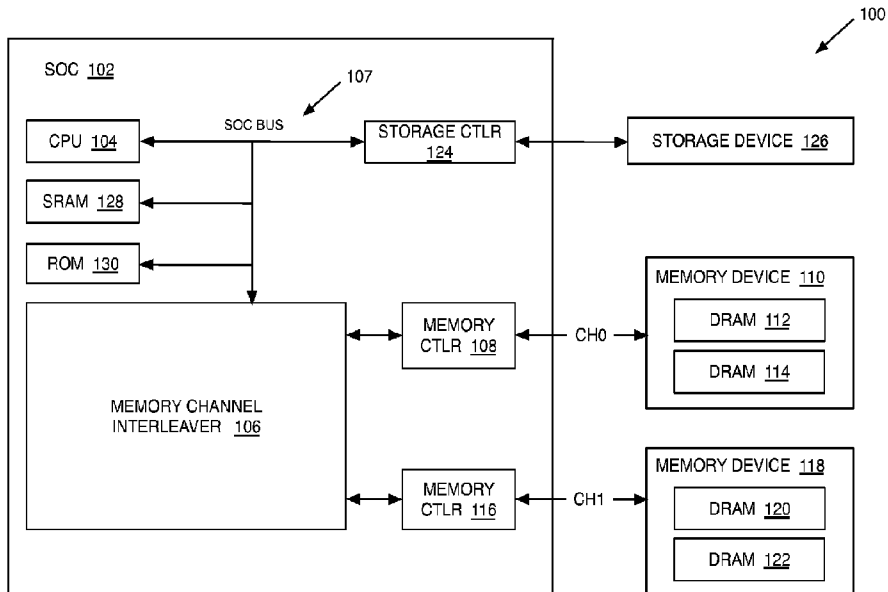 100
SOC 102
107
SOC BUS
CPU 104
STORAGE CTLR
124
STORAGE DEVICE 126
SRAM 128
ROM 130
MEMORY DEVICE 110
MEMORY
CTLR 108
CH0
DRAM 112
DRAM 114
MEMORY CHANNEL
INTERLEAVER 106
MEMORY DEVICE 118
MEMORY
CTLR 116
CH1
DRAM 120
DRAM 122